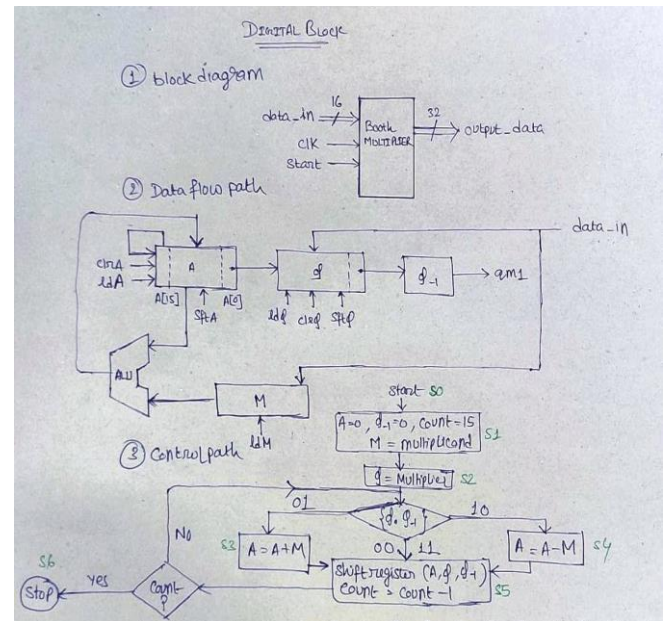 DIGITAL Block
① block diagram
16
data_in
clk
Start
Booth
MULTIPLIER
32
output_data
② Data flow path
data_in
clrA
ldA
A
A[15]
A[0]
SftA
Q
ldQ
clrQ
SftQ
Q-1
qm1
ALU
M
ldM
③ Control path
start S0
A=0, Q-1=0, count=15
M = multiplicand
S1
Q = Multiplier
S2
01
{Q0 Q-1}
10
No
S3
A=A+M
00
11
A=A-M
S4
Shift register (A,Q,Q-1)
Count = Count-1
S5
S6
Stop
Yes
Count
?